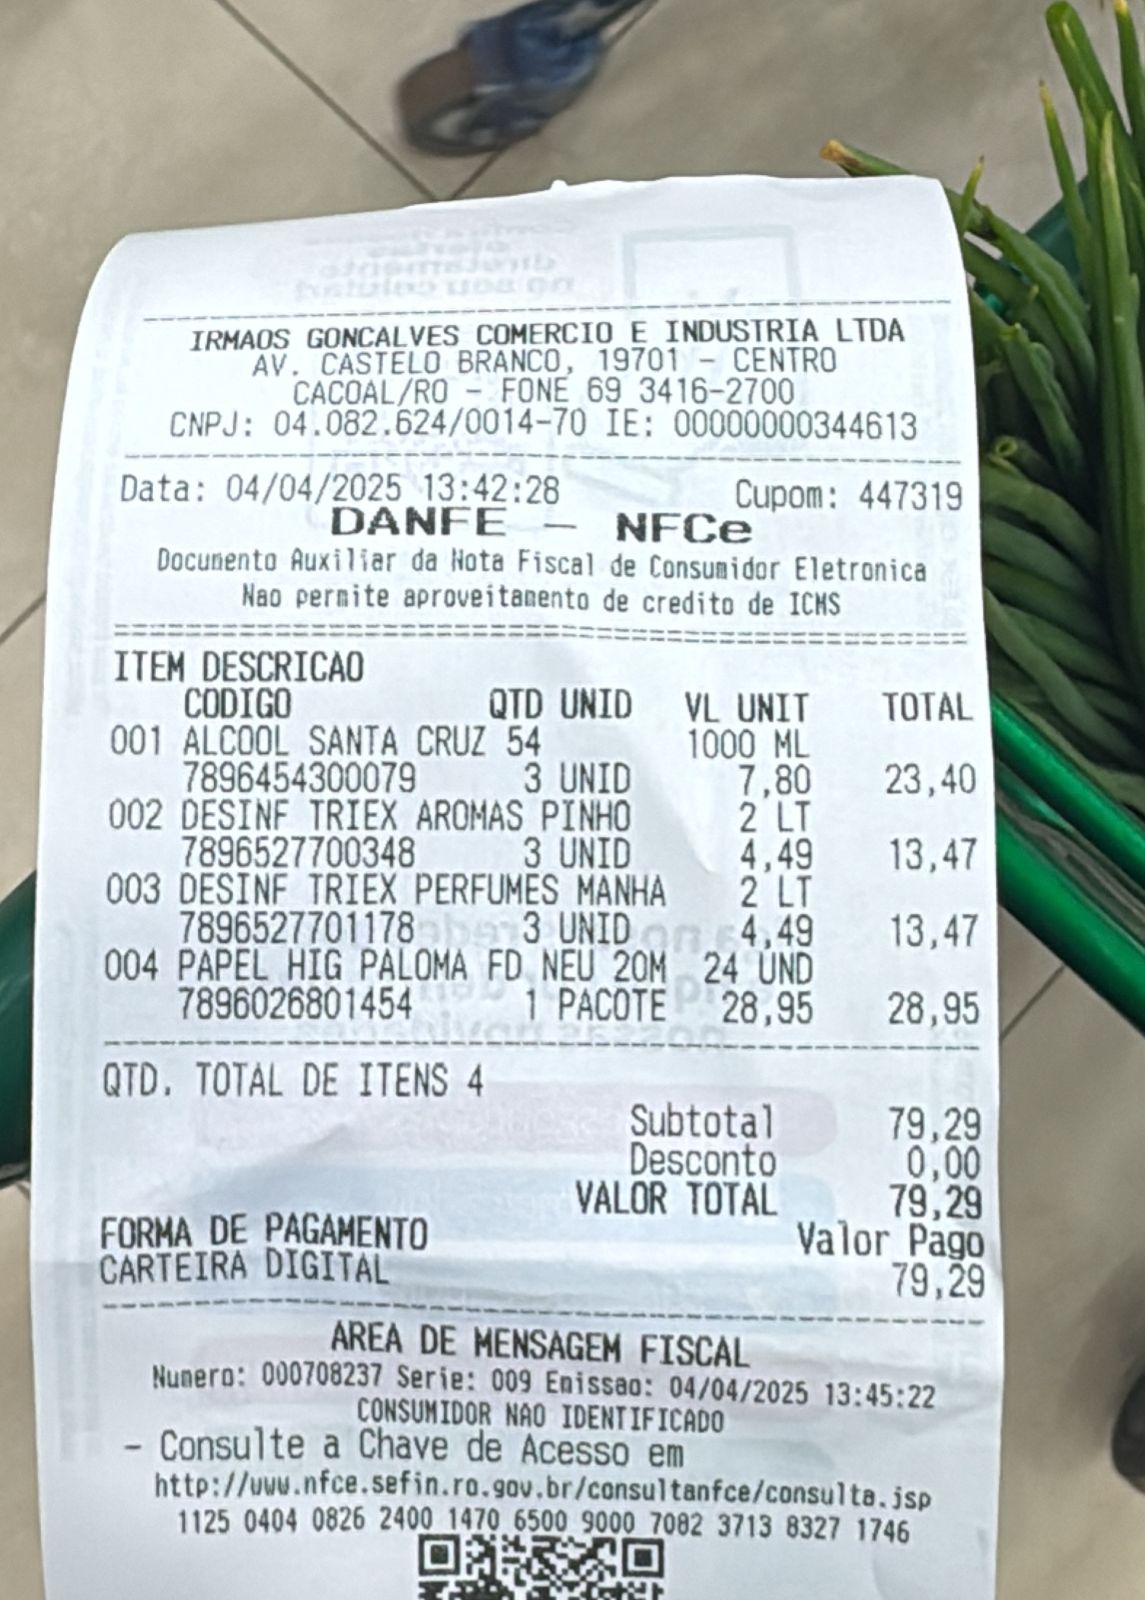 IRMAOS GONCALVES COMERCIO E INDUSTRIA LTDA
AV. CASTELO BRANCO, 19701 - CENTRO
CACOAL/RO - FONE 69 3416-2700
CNPJ: 04.082.624/0014-70 IE: 00000000344613
Data: 04/04/2025 13:42:28 Cupom: 447319
DANFE - NFCe
Documento Auxiliar da Nota Fiscal de Consumidor Eletronica
Nao permite aproveitamento de credito de ICMS
ITEM DESCRICAO
CODIGO QTD UNID VL UNIT TOTAL
001 ALCOOL SANTA CRUZ 54 1000 ML
7896454300079 3 UNID 7,80 23,40
002 DESINF TRIEX AROMAS PINHO 2 LT
7896527700348 3 UNID 4,49 13,47
003 DESINF TRIEX PERFUMES MANHA 2 LT
7896527701178 3 UNID 4,49 13,47
004 PAPEL HIG PALOMA FD NEU 20M 24 UND
7896026801454 1 PACOTE 28,95 28,95
QTD. TOTAL DE ITENS 4
Subtotal 79,29
Desconto 0,00
VALOR TOTAL 79,29
FORMA DE PAGAMENTO Valor Pago
CARTEIRA DIGITAL 79,29
AREA DE MENSAGEM FISCAL
Numero: 000708237 Serie: 009 Emissao: 04/04/2025 13:45:22
CONSUMIDOR NAO IDENTIFICADO
- Consulte a Chave de Acesso em
http://www.nfce.sefin.ro.gov.br/consultanfce/consulta.jsp
1125 0404 0826 2400 1470 6500 9000 7082 3713 8327 1746